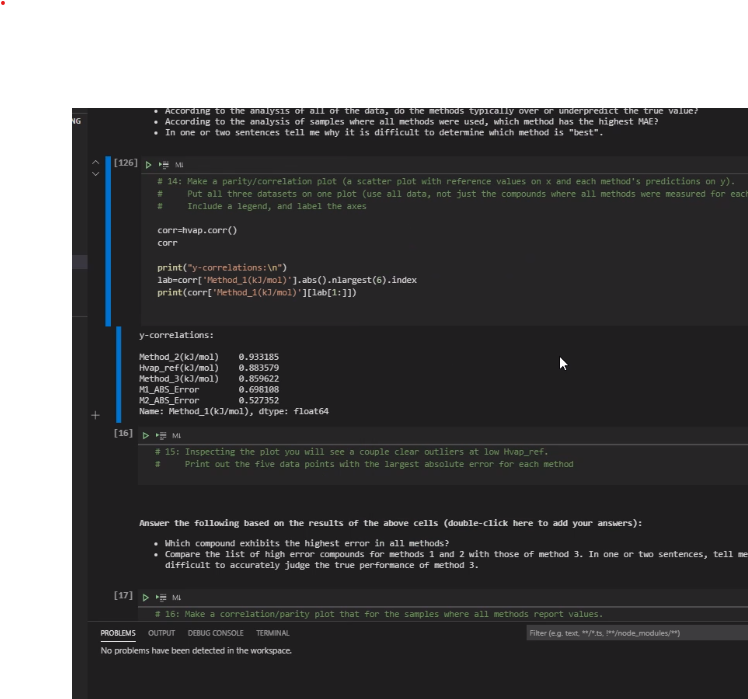 • According to the analysis of all of the data, do the methods typically over or underpredict the true value?
NG
• According to the analysis of samples where all methods were used, which method has the highest MAE?
• In one or two sentences tell me why it is difficult to determine which method is "best".
[126]
M↓
# 14: Make a parity/correlation plot (a scatter plot with reference values on x and each method's predictions on y).
# Put all three datasets on one plot (use all data, not just the compounds where all methods were measured for each
# Include a legend, and label the axes
corr=hvap.corr()
corr
print("y-correlations:\n")
lab=corr['Method_1(kJ/mol)'].abs().nlargest(6).index
print(corr['Method_1(kJ/mol)'][lab[1:]])
y-correlations:
Method_2(kJ/mol) 0.933185
Hvap_ref(kJ/mol) 0.883579
Method_3(kJ/mol) 0.859622
M1_ABS_Error 0.698108
M2_ABS_Error 0.527352
Name: Method_1(kJ/mol), dtype: float64
[16]
M↓
# 15: Inspecting the plot you will see a couple clear outliers at low Hvap_ref.
# Print out the five data points with the largest absolute error for each method
Answer the following based on the results of the above cells (double-click here to add your answers):
• Which compound exhibits the highest error in all methods?
• Compare the list of high error compounds for methods 1 and 2 with those of method 3. In one or two sentences, tell me
difficult to accurately judge the true performance of method 3.
[17]
M↓
# 16: Make a correlation/parity plot that for the samples where all methods report values.
PROBLEMS OUTPUT DEBUG CONSOLE TERMINAL
Filter (e.g. text, **/*.ts, !**/node_modules/**)
No problems have been detected in the workspace.